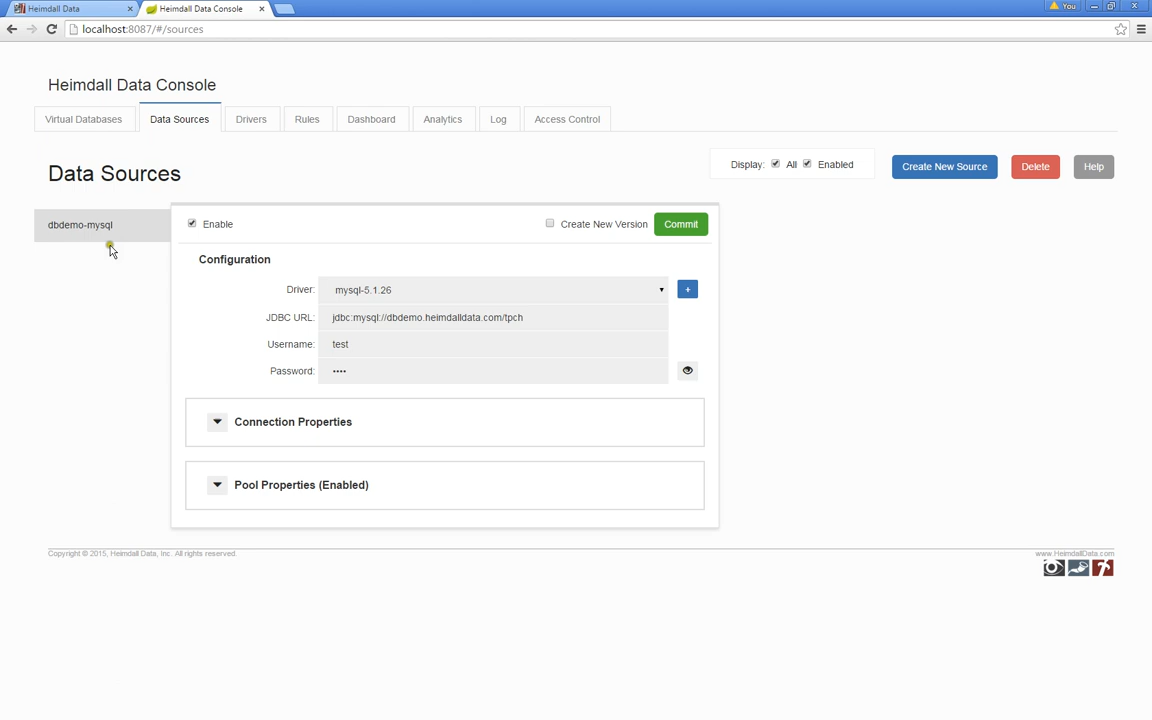 Heimdall Data
Heimdall Data Console
You
localhost:8087/#/sources
Heimdall Data Console
Virtual Databases
Data Sources
Drivers
Rules
Dashboard
Analytics
Log
Access Control
Data Sources
Display:
All
Enabled
Create New Source
Delete
Help
dbdemo-mysql
Enable
Create New Version
Commit
Configuration
Driver: mysql-5.1.26
+
JDBC URL: jdbc:mysql://dbdemo.heimdalldata.com/tpch
Username: test
Password: ••••
Connection Properties
Pool Properties (Enabled)
Copyright © 2015, Heimdall Data, Inc. All rights reserved.
www.HeimdallData.com